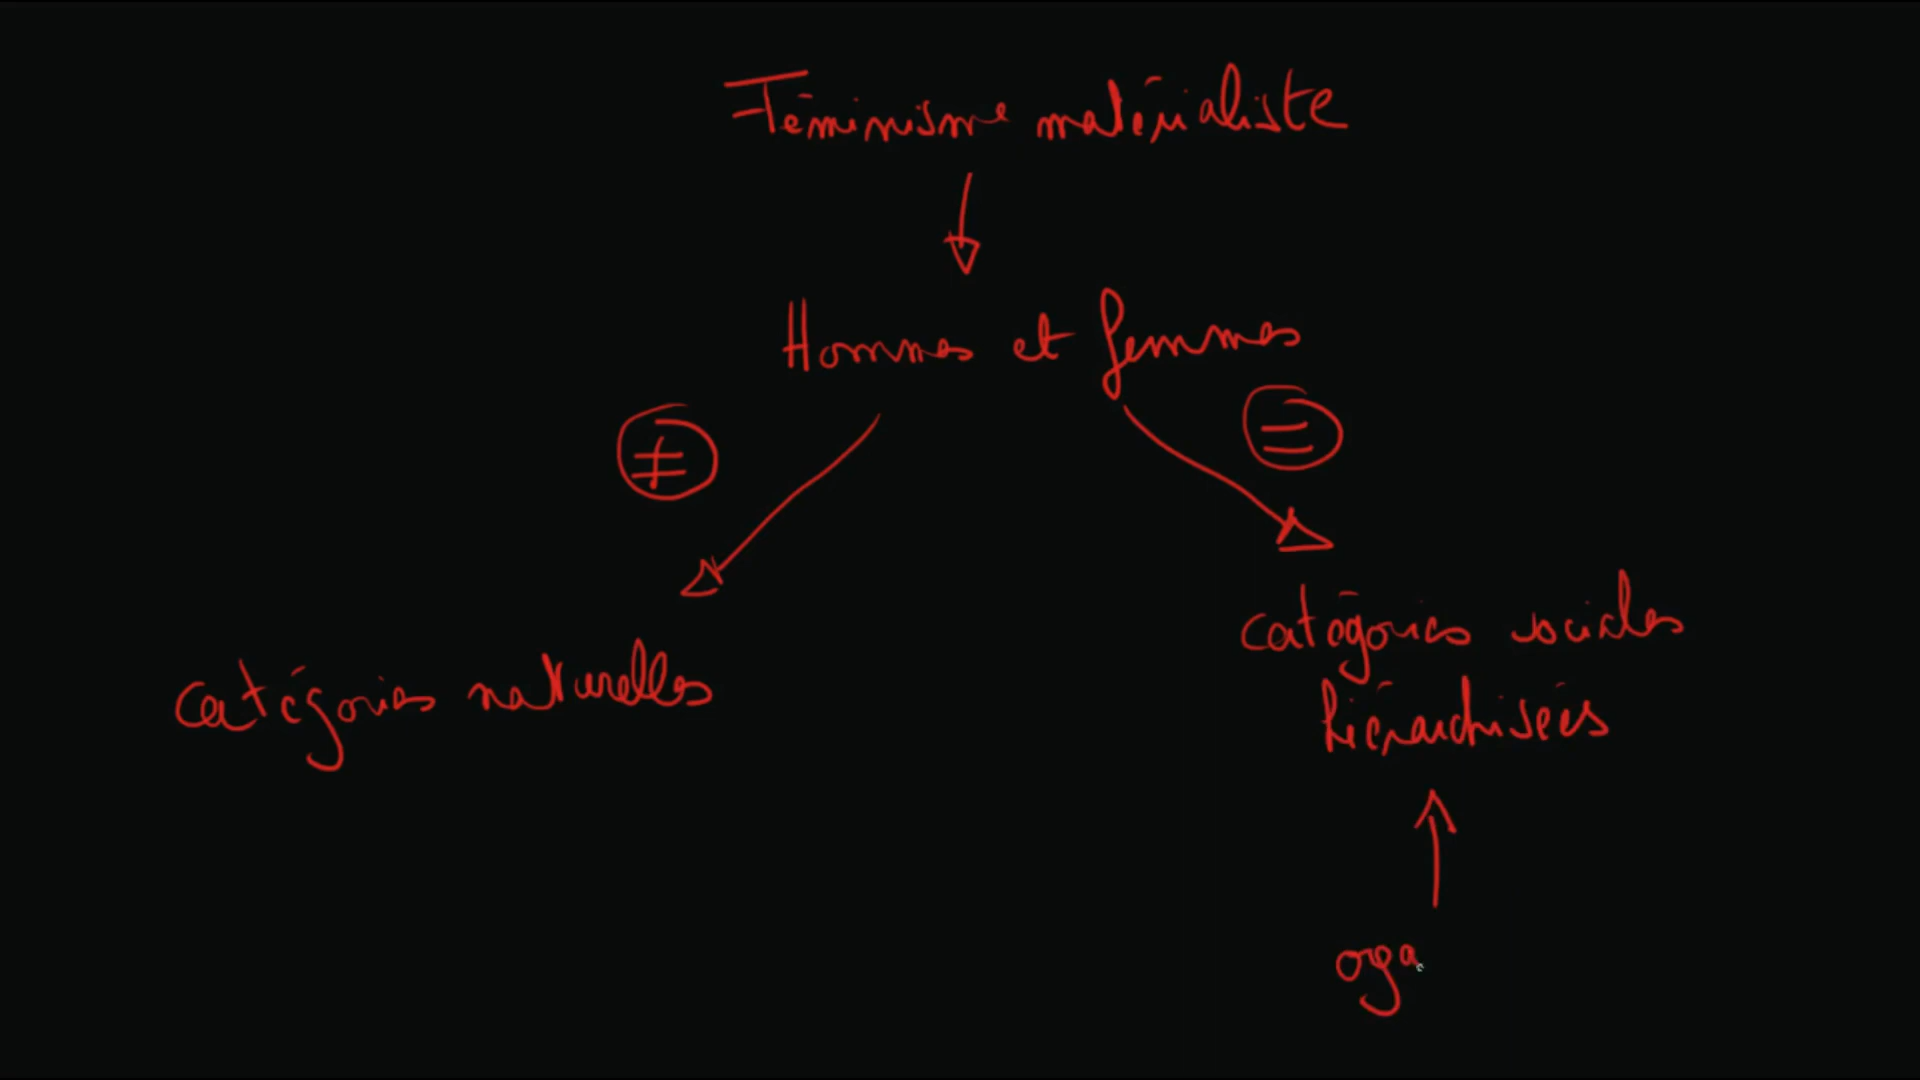 Féminisme matérialiste
Hommes et femmes
≠
=
catégories naturelles
catégories sociales
hiérarchisées
orga